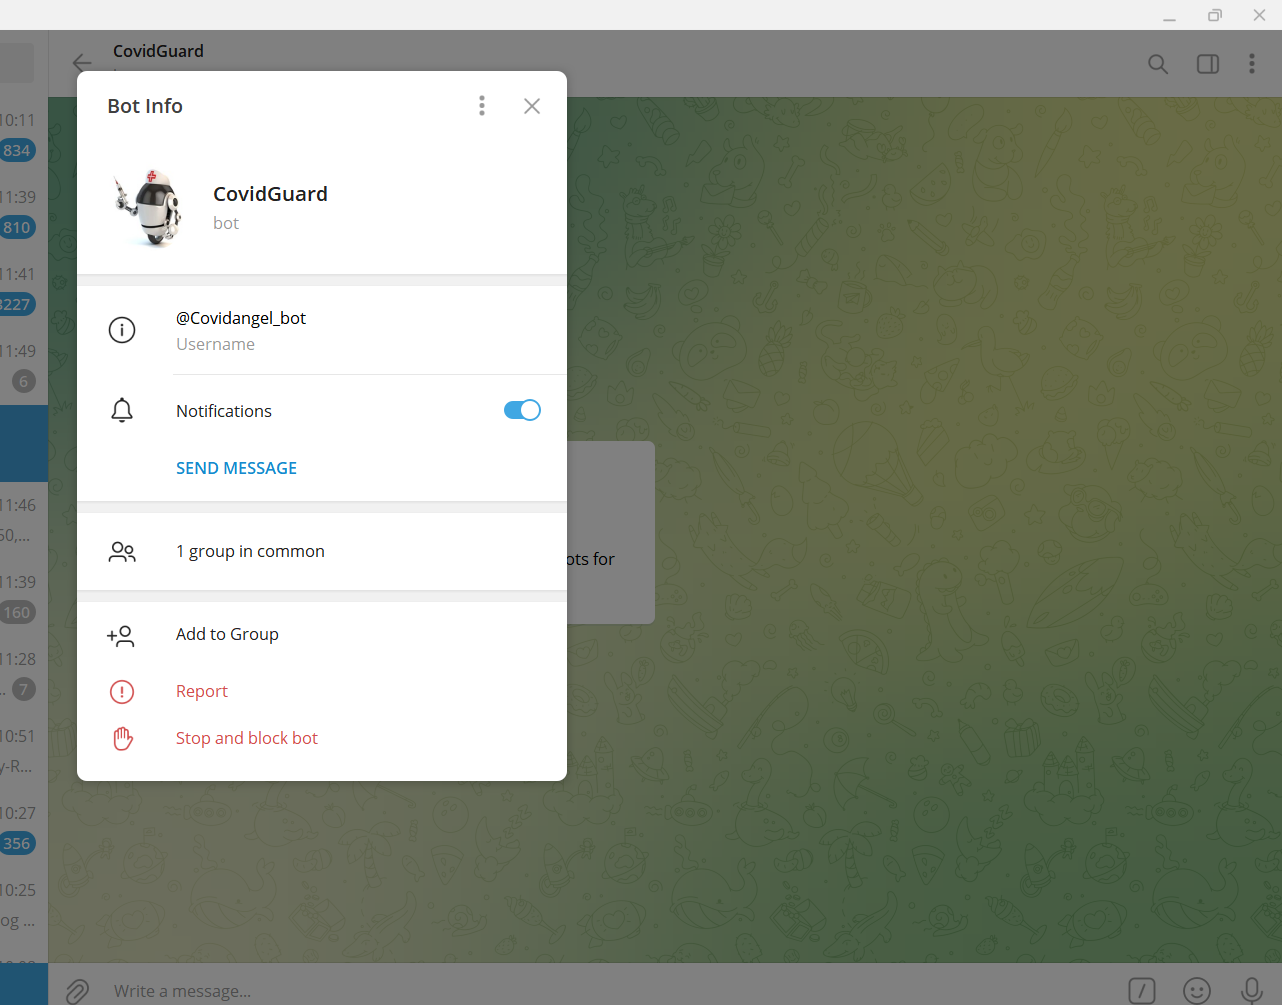 CovidGuard
Bot Info
CovidGuard
bot
@Covidangel_bot
Username
Notifications
SEND MESSAGE
1 group in common
Add to Group
Report
Stop and block bot
ots for
10:11
834
11:39
810
11:41
3227
11:49
6
11:46
50,...
11:39
160
11:28
.. 7
10:51
y-R...
10:27
356
10:25
og ...
Write a message...